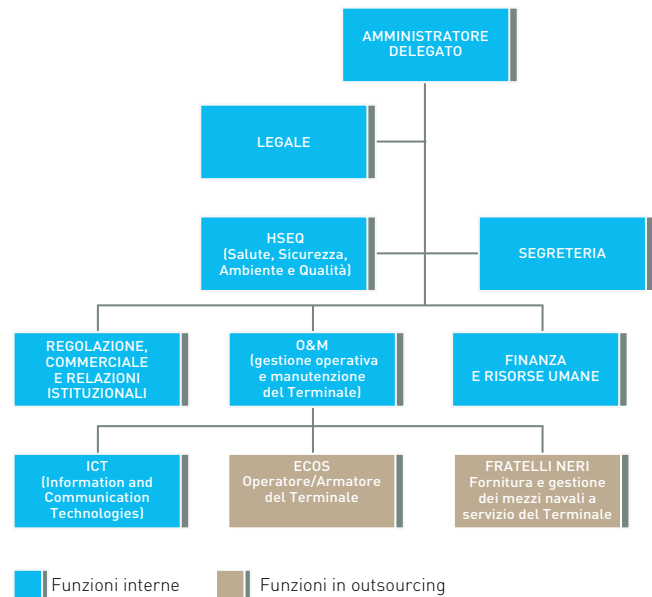 AMMINISTRATORE
DELEGATO
LEGALE
HSEQ
(Salute, Sicurezza,
Ambiente e Qualità)
SEGRETERIA
REGOLAZIONE,
COMMERCIALE
E RELAZIONI
ISTITUZIONALI
O&M
(gestione operativa
e manutenzione
del Terminale)
FINANZA
E RISORSE UMANE
ICT
(Information and
Communication
Technologies)
ECOS
Operatore/Armatore
del Terminale
FRATELLI NERI
Fornitura e gestione
dei mezzi navali a
servizio del Terminale
Funzioni interne
Funzioni in outsourcing